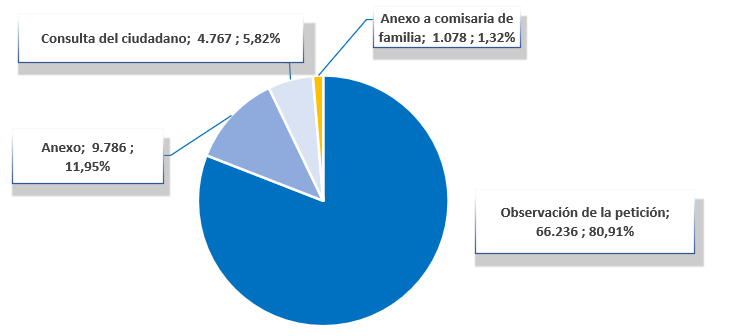 Anexo a comisaria de
familia;  1.078 ; 1,32%
Consulta del ciudadano;  4.767 ; 5,82%
Anexo;  9.786 ;
11,95%
Observación de la petición;
66.236 ; 80,91%